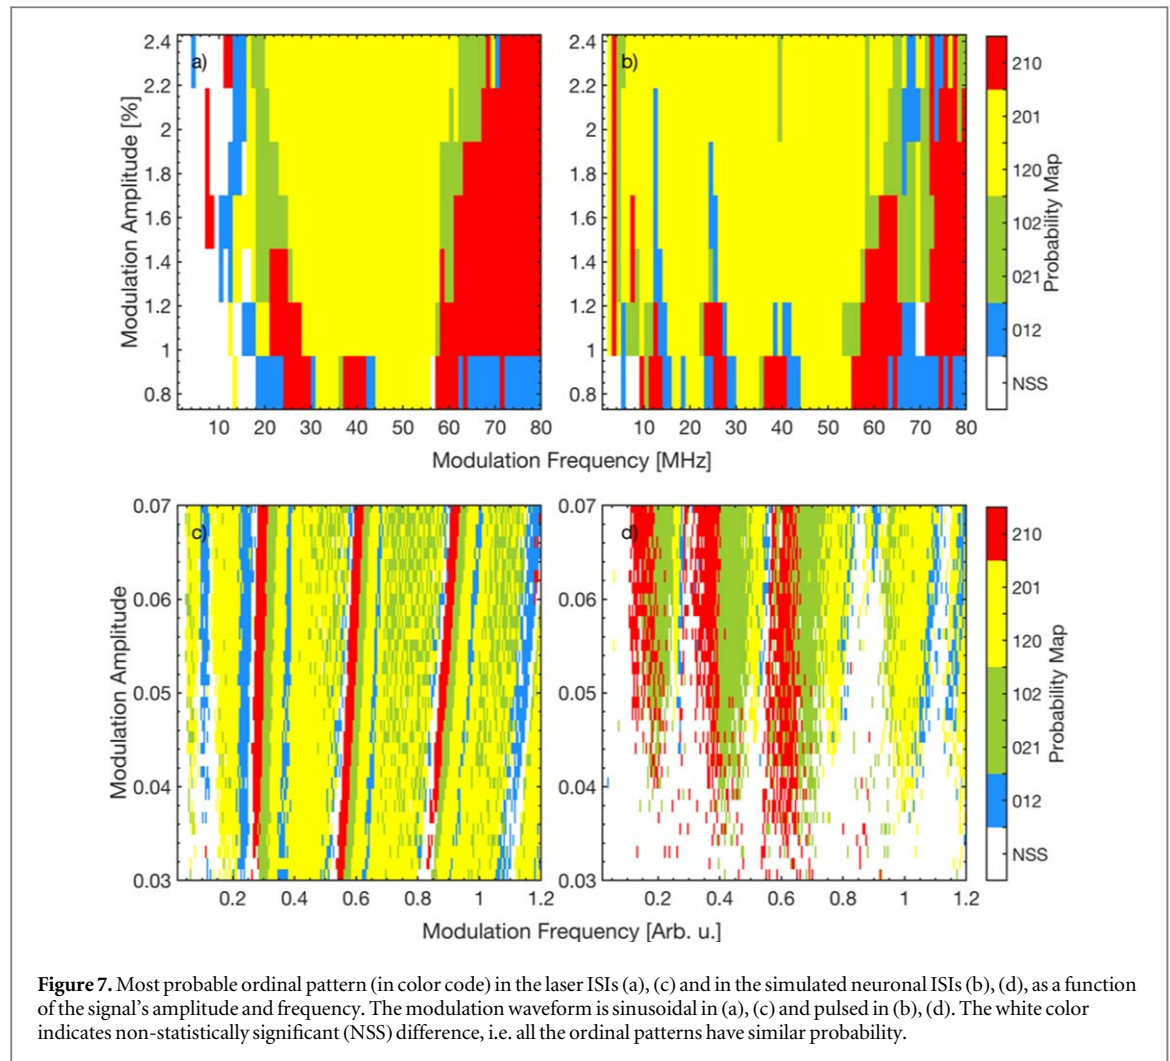 2.4
2.2
2
1.8
1.6
1.4
1.2
1
0.8
Modulation Amplitude [%]
a)
10 20 30 40 50 60 70 80
2.4
2.2
2
1.8
1.6
1.4
1.2
1
0.8
b)
10 20 30 40 50 60 70 80
Modulation Frequency [MHz]
210
201
120
102
021
012
NSS
Probability Map
0.07
0.06
0.05
0.04
0.03
Modulation Amplitude
c)
0.2 0.4 0.6 0.8 1 1.2
0.07
0.06
0.05
0.04
0.03
d)
0.2 0.4 0.6 0.8 1 1.2
Modulation Frequency [Arb. u.]
210
201
120
102
021
012
NSS
Probability Map
Figure 7. Most probable ordinal pattern (in color code) in the laser ISIs (a), (c) and in the simulated neuronal ISIs (b), (d), as a function
of the signal's amplitude and frequency. The modulation waveform is sinusoidal in (a), (c) and pulsed in (b), (d). The white color
indicates non-statistically significant (NSS) difference, i.e. all the ordinal patterns have similar probability.